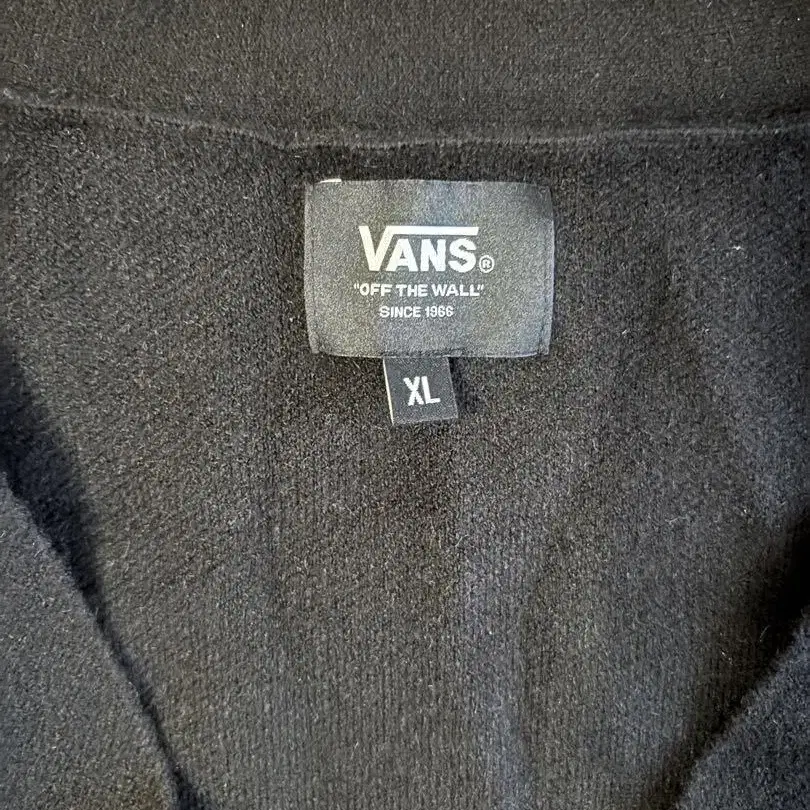 VANS®
"OFF THE WALL"
SINCE 1966
XL